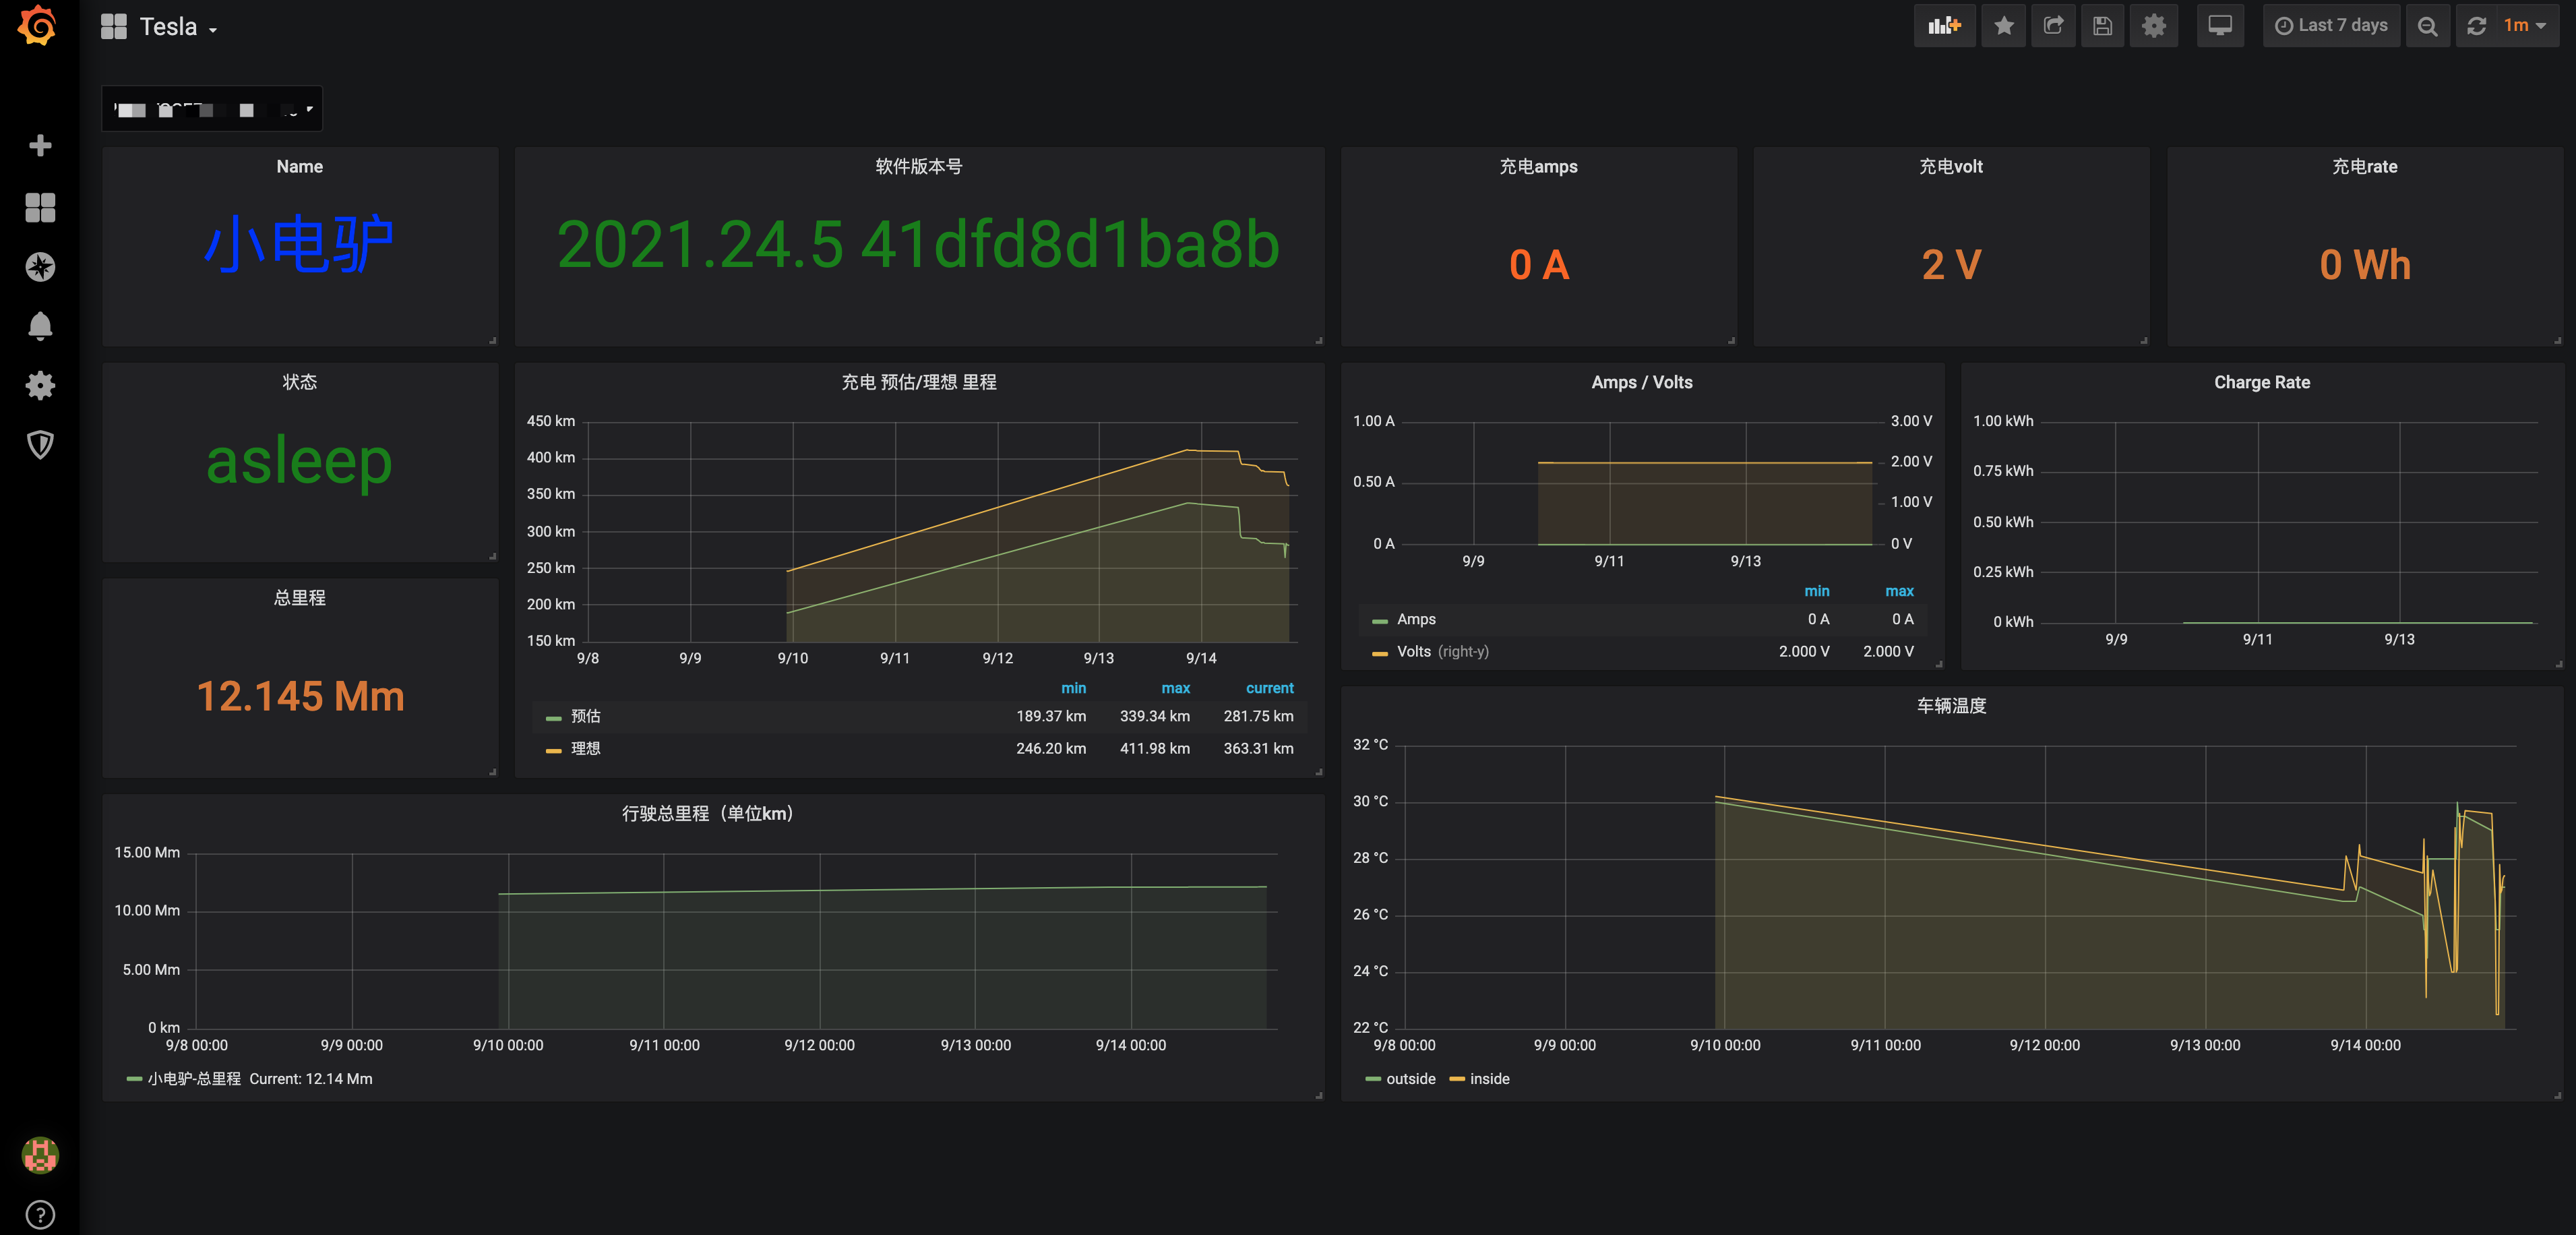 Tesla
Last 7 days
1m
Name
小电驴
软件版本号
2021.24.5 41dfd8d1ba8b
充电amps
0 A
充电volt
2 V
充电rate
0 Wh
状态
asleep
总里程
12.145 Mm
充电 预估/理想 里程
450 km
400 km
350 km
300 km
250 km
200 km
150 km
9/8 9/9 9/10 9/11 9/12 9/13 9/14
min max current
预估 189.37 km 339.34 km 281.75 km
理想 246.20 km 411.98 km 363.31 km
Amps / Volts
1.00 A
0.50 A
0 A
3.00 V
2.00 V
1.00 V
0 V
9/9 9/11 9/13
min max
Amps 0 A 0 A
Volts (right-y) 2.000 V 2.000 V
Charge Rate
1.00 kWh
0.75 kWh
0.50 kWh
0.25 kWh
0 kWh
9/9 9/11 9/13
行驶总里程（单位km）
15.00 Mm
10.00 Mm
5.00 Mm
0 km
9/8 00:00 9/9 00:00 9/10 00:00 9/11 00:00 9/12 00:00 9/13 00:00 9/14 00:00
小电驴-总里程 Current: 12.14 Mm
车辆温度
32 °C
30 °C
28 °C
26 °C
24 °C
22 °C
9/8 00:00 9/9 00:00 9/10 00:00 9/11 00:00 9/12 00:00 9/13 00:00 9/14 00:00
outside inside